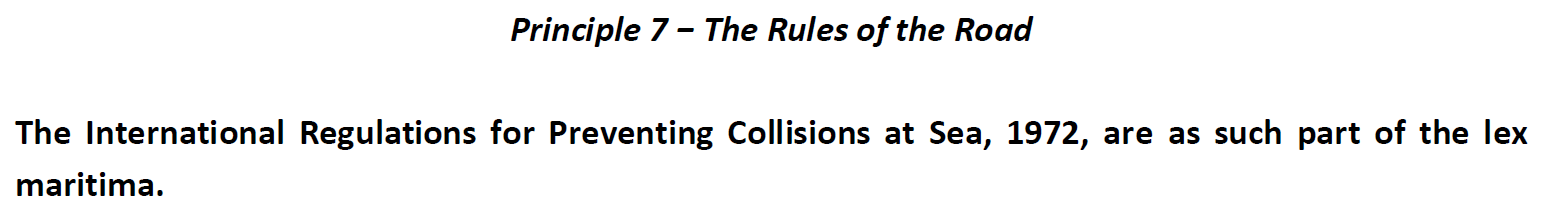 Principle 7 – The Rules of the Road
The International Regulations for Preventing Collisions at Sea, 1972, are as such part of the lex
maritima.